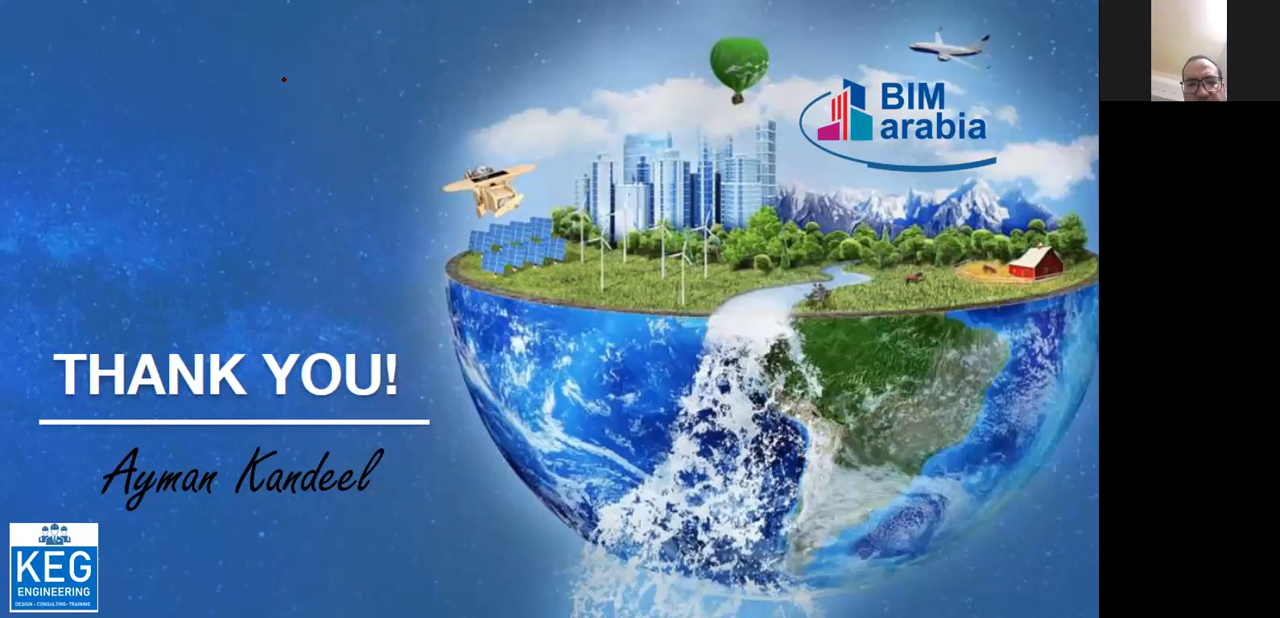 BIM
arabia
THANK YOU!
Ayman Kandeel
KEG
ENGINEERING
DESIGN - CONSULTING - TRAINING